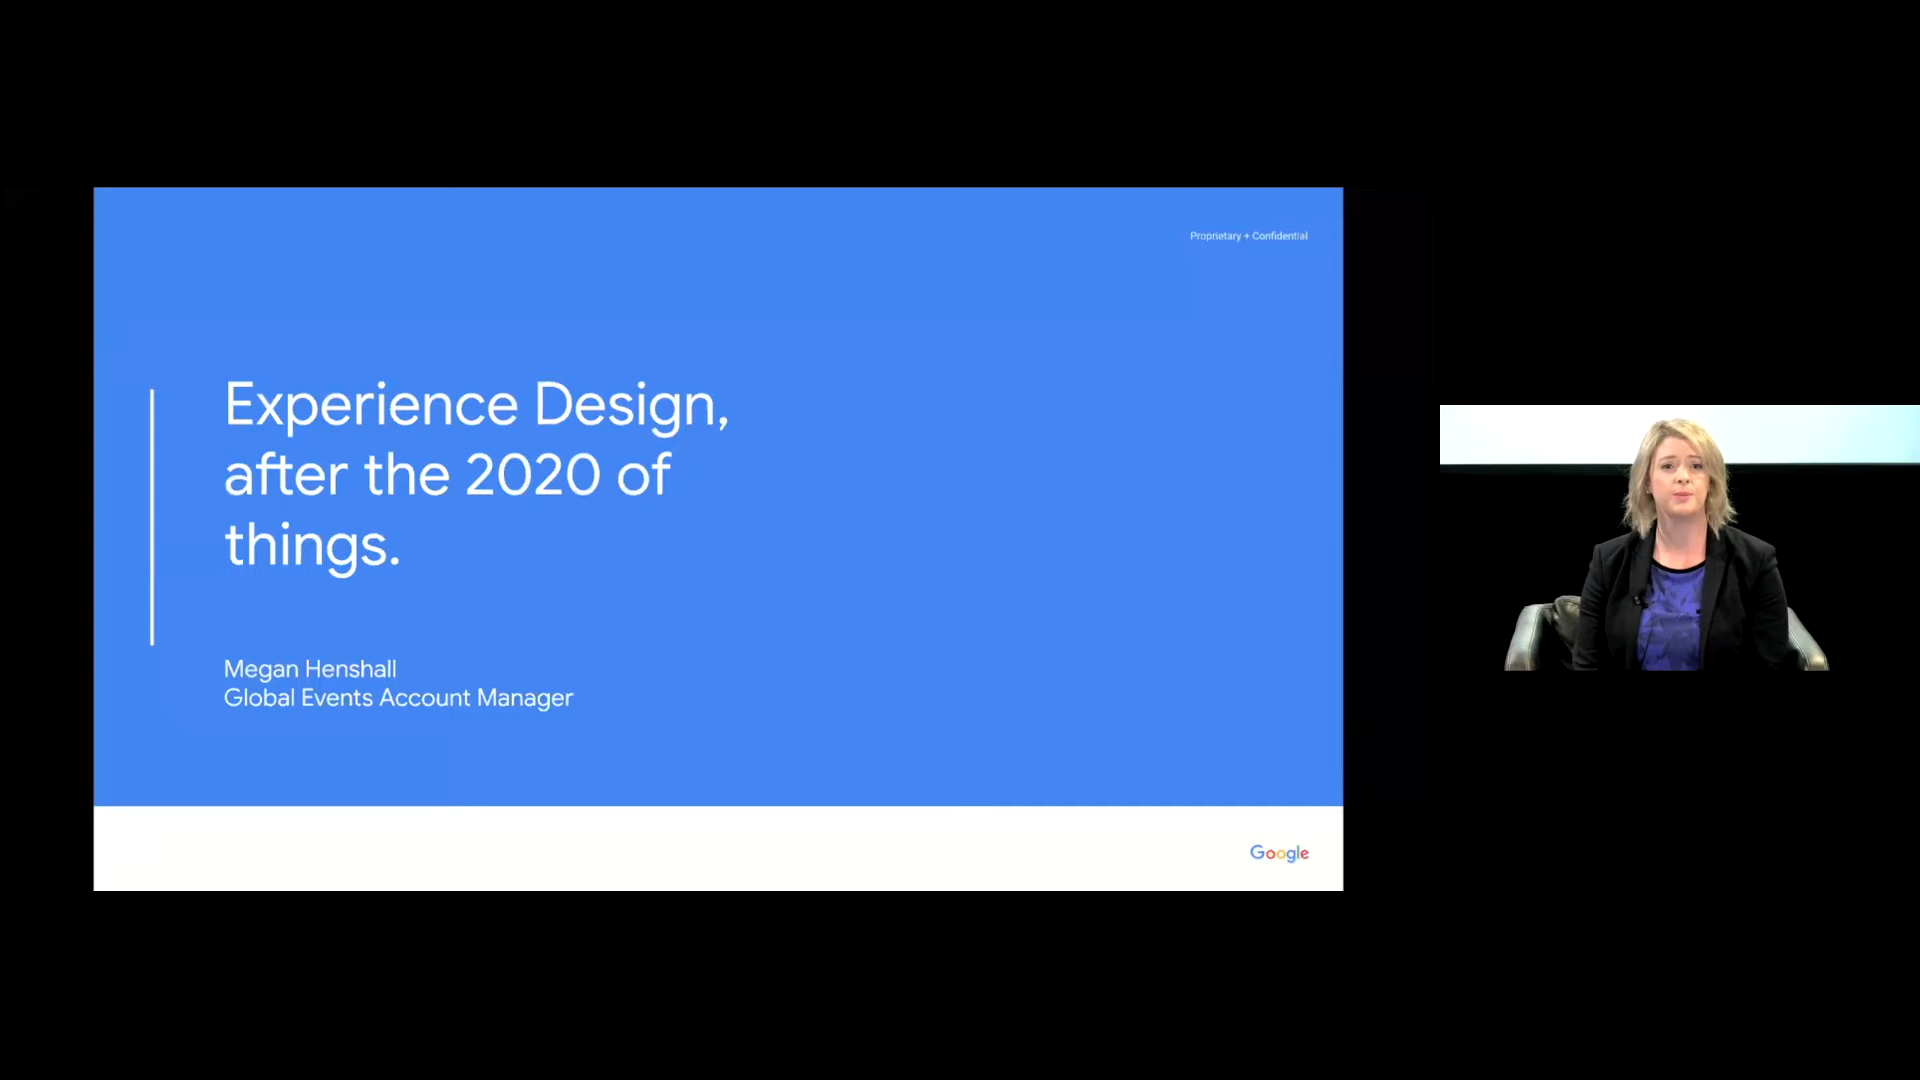 Proprietary + Confidential
Experience Design,
after the 2020 of
things.
Megan Henshall
Global Events Account Manager
Google